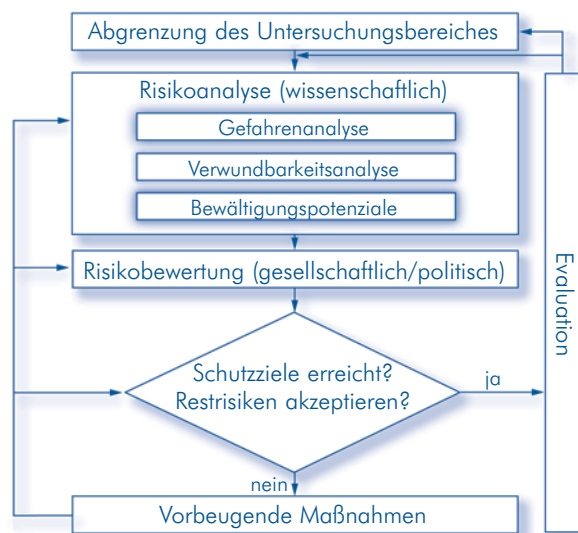 Abgrenzung des Untersuchungsbereiches
Risikoanalyse (wissenschaftlich)
Gefahrenanalyse
Verwundbarkeitsanalyse
Bewältigungspotenziale
Risikobewertung (gesellschaftlich/politisch)
Schutzziele erreicht?
Restrisiken akzeptieren?
ja
nein
Vorbeugende Maßnahmen
Evaluation